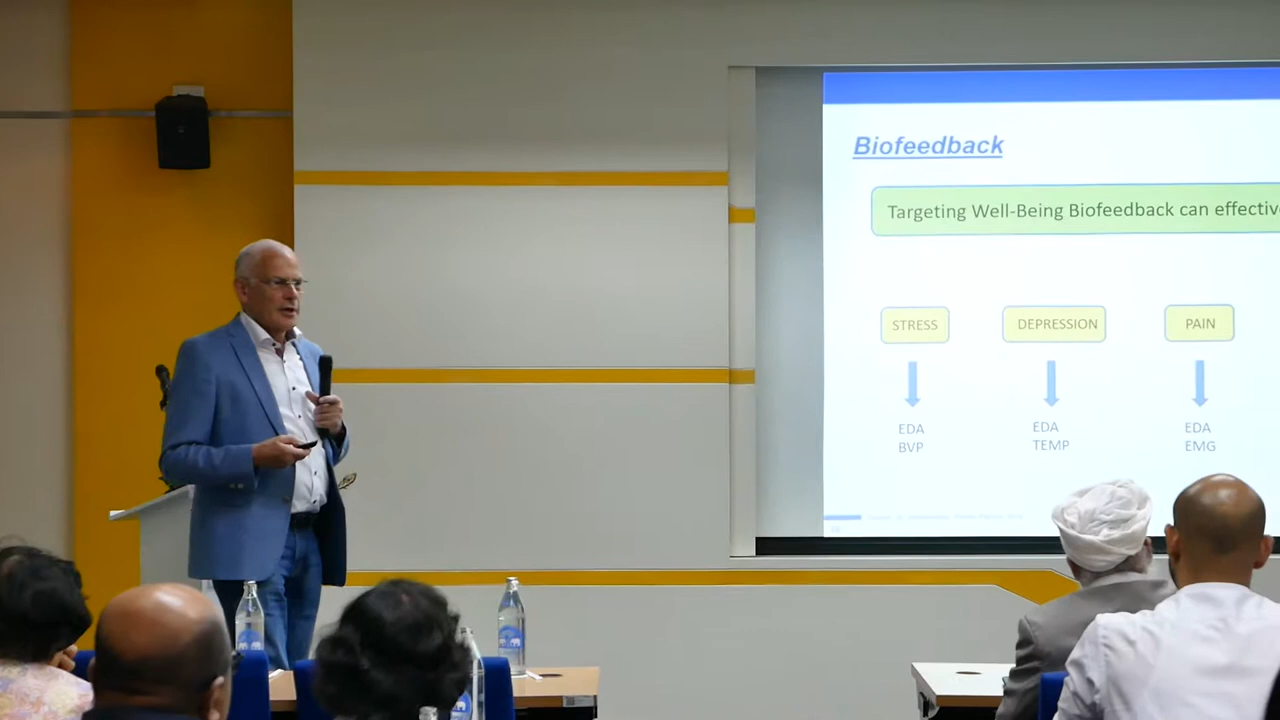 Biofeedback
Targeting Well-Being Biofeedback can effectiv
STRESS
DEPRESSION
PAIN
EDA
BVP
EDA
TEMP
EDA
EMG